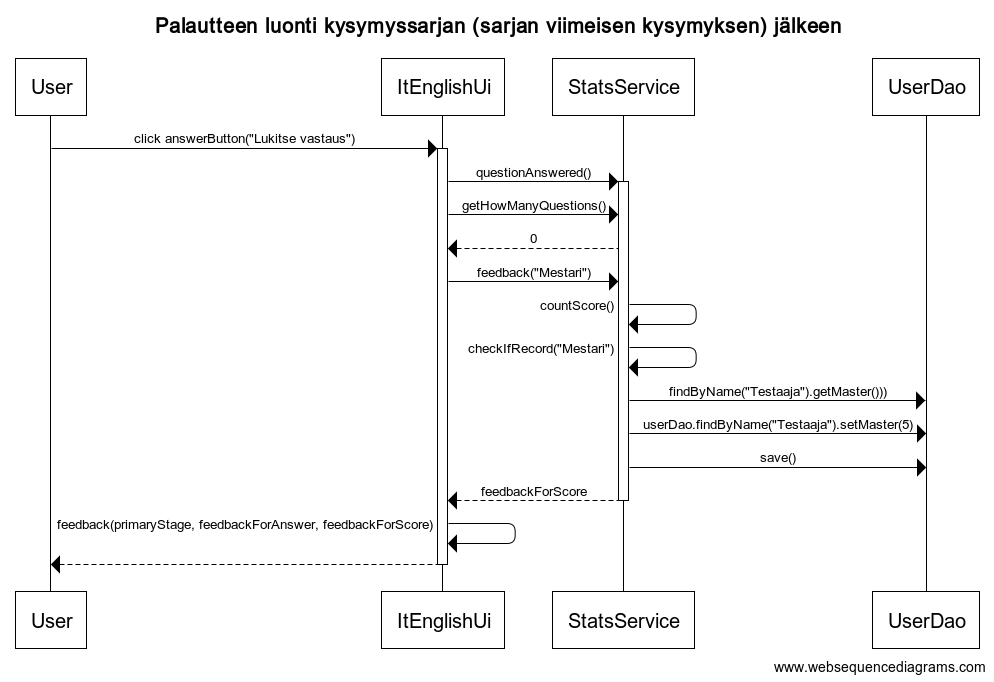 Palautteen luonti kysymyssarjan (sarjan viimeisen kysymyksen) jälkeen
User ItEnglishUi StatsService UserDao
click answerButton("Lukitse vastaus")
questionAnswered()
getHowManyQuestions()
0
feedback("Mestari")
countScore()
checkIfRecord("Mestari")
findByName("Testaaja").getMaster()))
userDao.findByName("Testaaja").setMaster(5)
save()
feedbackForScore
feedback(primaryStage, feedbackForAnswer, feedbackForScore)
User ItEnglishUi StatsService UserDao
www.websequencediagrams.com